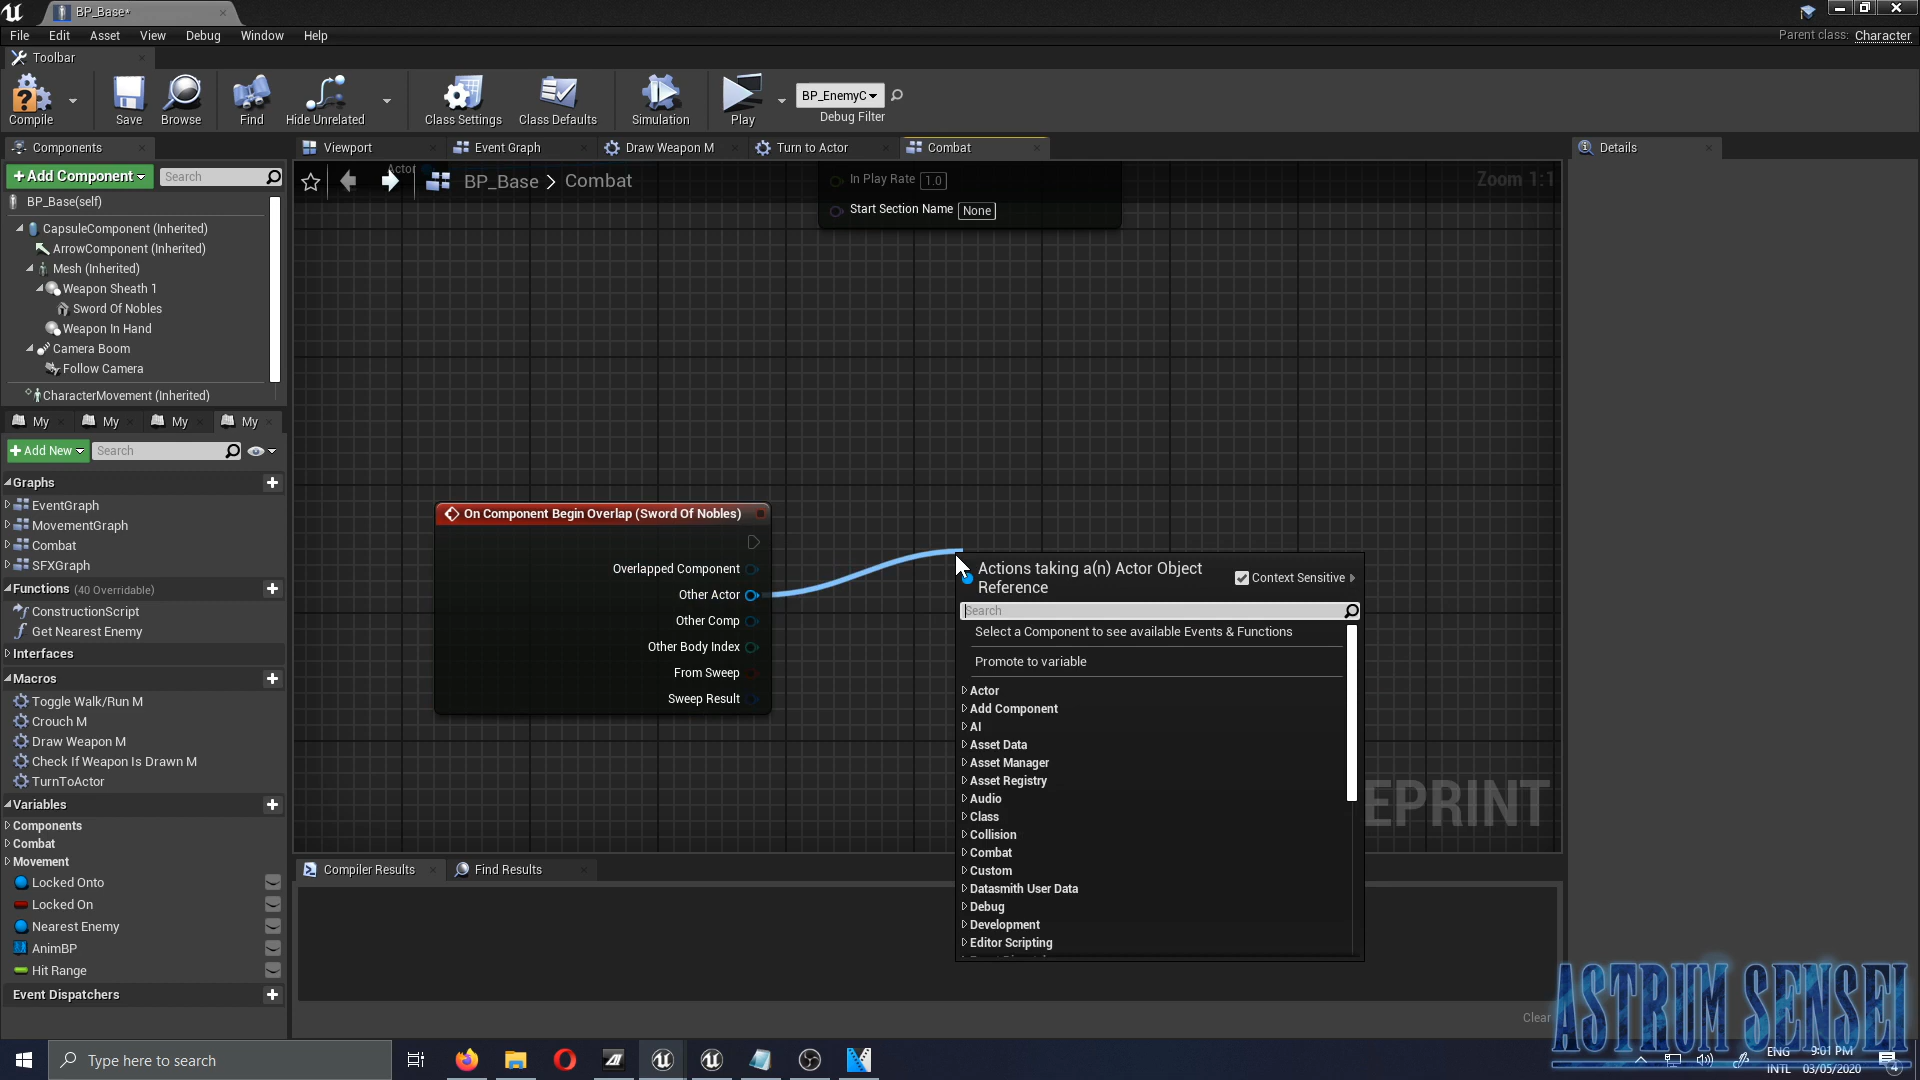 BP_Base*
File Edit Asset View Debug Window Help
Parent class: Character
Toolbar
Compile Save Browse Find Hide Unrelated Class Settings Class Defaults Simulation Play
BP_EnemyC
Debug Filter
Components
Viewport Event Graph Draw Weapon M Turn to Actor Combat Details
+Add Component Search
Actor
BP_Base > Combat
Zoom 1:1
In Play Rate 1.0
Start Section Name None
BP_Base(self)
CapsuleComponent (Inherited)
ArrowComponent (Inherited)
Mesh (Inherited)
Weapon Sheath 1
Sword Of Nobles
Weapon In Hand
Camera Boom
Follow Camera
CharacterMovement (Inherited)
My My My My
+Add New Search
Graphs
EventGraph
MovementGraph
Combat
SFXGraph
Functions (40 Overridable)
ConstructionScript
Get Nearest Enemy
Interfaces
Macros
Toggle Walk/Run M
Crouch M
Draw Weapon M
Check If Weapon Is Drawn M
TurnToActor
Variables
Components
Combat
Movement
Locked Onto
Locked On
Nearest Enemy
AnimBP
Hit Range
Event Dispatchers
On Component Begin Overlap (Sword Of Nobles)
Overlapped Component
Other Actor
Other Comp
Other Body Index
From Sweep
Sweep Result
Actions taking a(n) Actor Object
Reference
Context Sensitive
Search
Select a Component to see available Events & Functions
Promote to variable
Actor
Add Component
AI
Asset Data
Asset Manager
Asset Registry
Audio
Class
Collision
Combat
Custom
Datasmith User Data
Debug
Development
Editor Scripting
EPRINT
Compiler Results Find Results
Clear
ASTRUM SENSEI
Type here to search
ENG
INTL
9:01 PM
03/05/2020
4